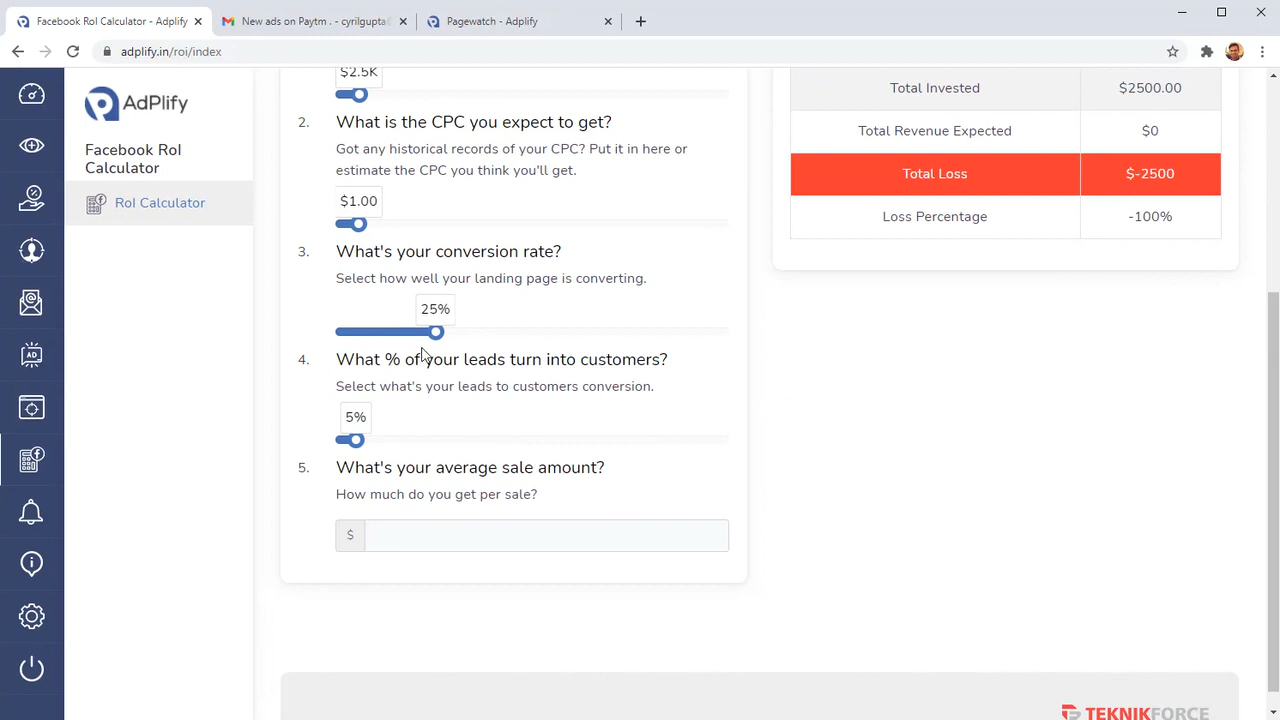 Facebook RoI Calculator - Adplify
New ads on Paytm . - cyrilgupta
Pagewatch - Adplify
adplify.in/roi/index
AdPlify
Facebook RoI
Calculator
RoI Calculator
$2.5K
2. What is the CPC you expect to get?
Got any historical records of your CPC? Put it in here or
estimate the CPC you think you'll get.
$1.00
3. What's your conversion rate?
Select how well your landing page is converting.
25%
4. What % of your leads turn into customers?
Select what's your leads to customers conversion.
5%
5. What's your average sale amount?
How much do you get per sale?
$
Total Invested $2500.00
Total Revenue Expected $0
Total Loss $-2500
Loss Percentage -100%
AD
TEKNIKFORCE